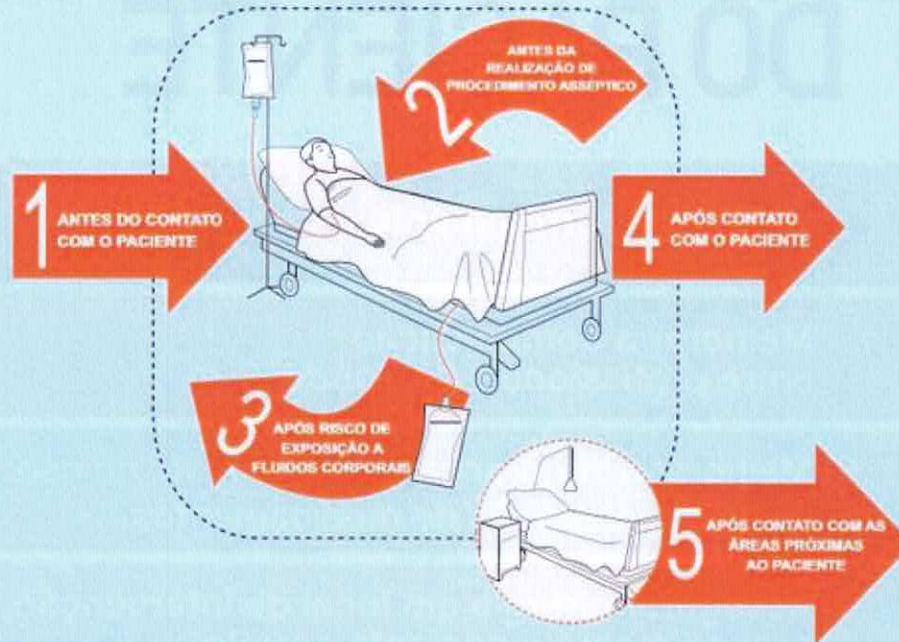 1
ANTES DO CONTATO
COM O PACIENTE
2
ANTES DA
REALIZAÇÃO DE
PROCEDIMENTO ASSÉPTICO
3
APÓS RISCO DE
EXPOSIÇÃO A
FLUIDOS CORPORAIS
4
APÓS CONTATO
COM O PACIENTE
5
APÓS CONTATO COM AS
ÁREAS PRÓXIMAS
AO PACIENTE